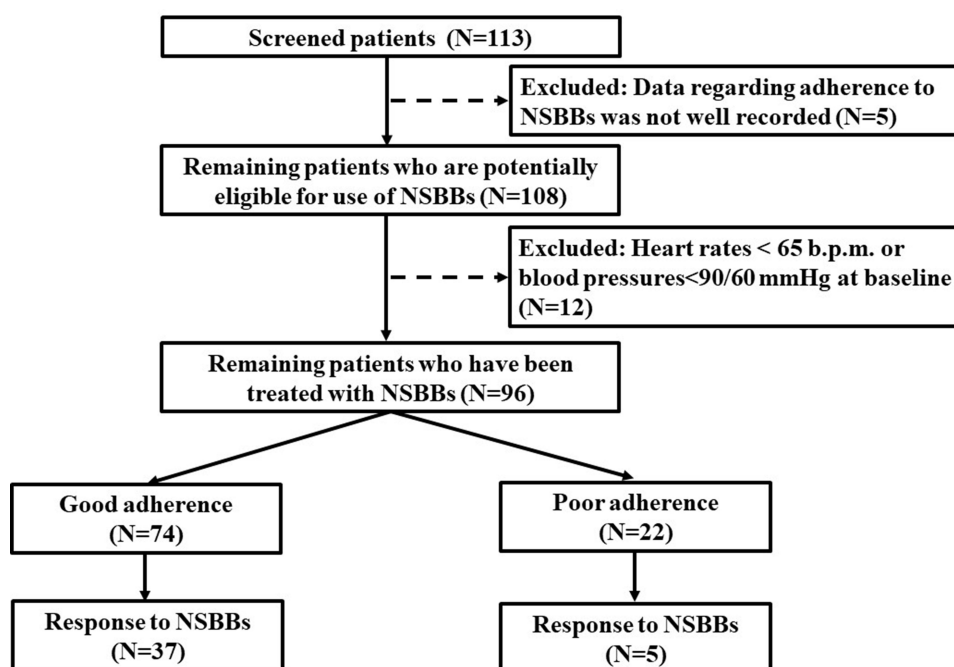 Screened patients (N=113)
Excluded: Data regarding adherence to
NSBBs was not well recorded (N=5)
Remaining patients who are potentially
eligible for use of NSBBs (N=108)
Excluded: Heart rates < 65 b.p.m. or
blood pressures<90/60 mmHg at baseline
(N=12)
Remaining patients who have been
treated with NSBBs (N=96)
Good adherence
(N=74)
Poor adherence
(N=22)
Response to NSBBs
(N=37)
Response to NSBBs
(N=5)